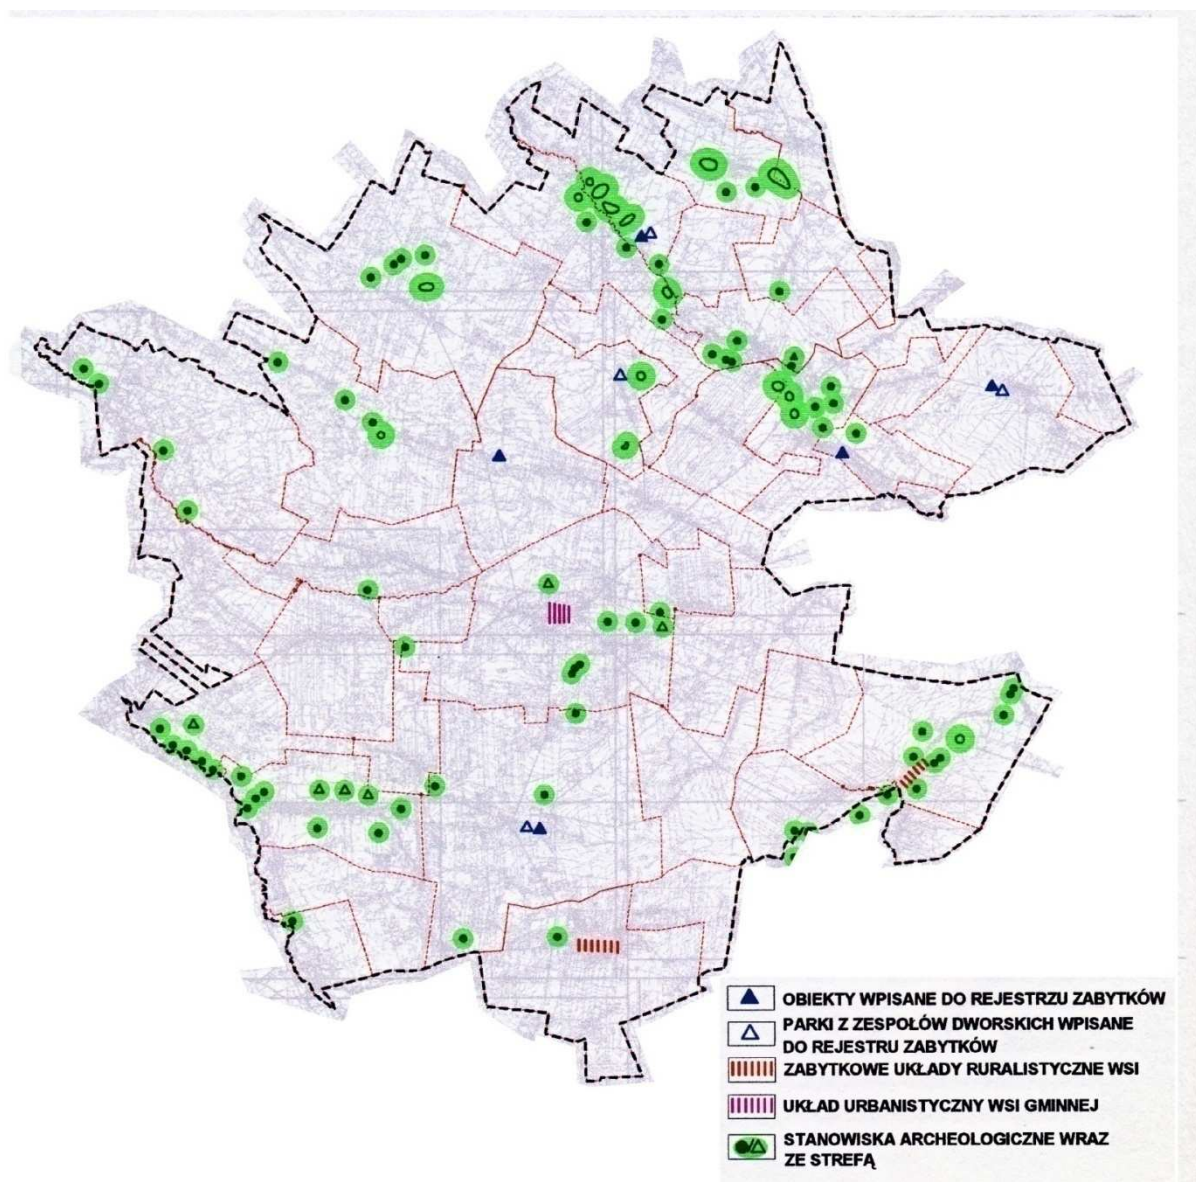 OBIEKTY WPISANE DO REJESTRZU ZABYTKÓW
PARKI Z ZESPOŁÓW DWORSKICH WPISANE
DO REJESTRU ZABYTKÓW
ZABYTKOWE UKŁADY RURALISTYCZNE WSI
UKŁAD URBANISTYCZNY WSI GMINNEJ
STANOWISKA ARCHEOLOGICZNE WRAZ
ZE STREFĄ